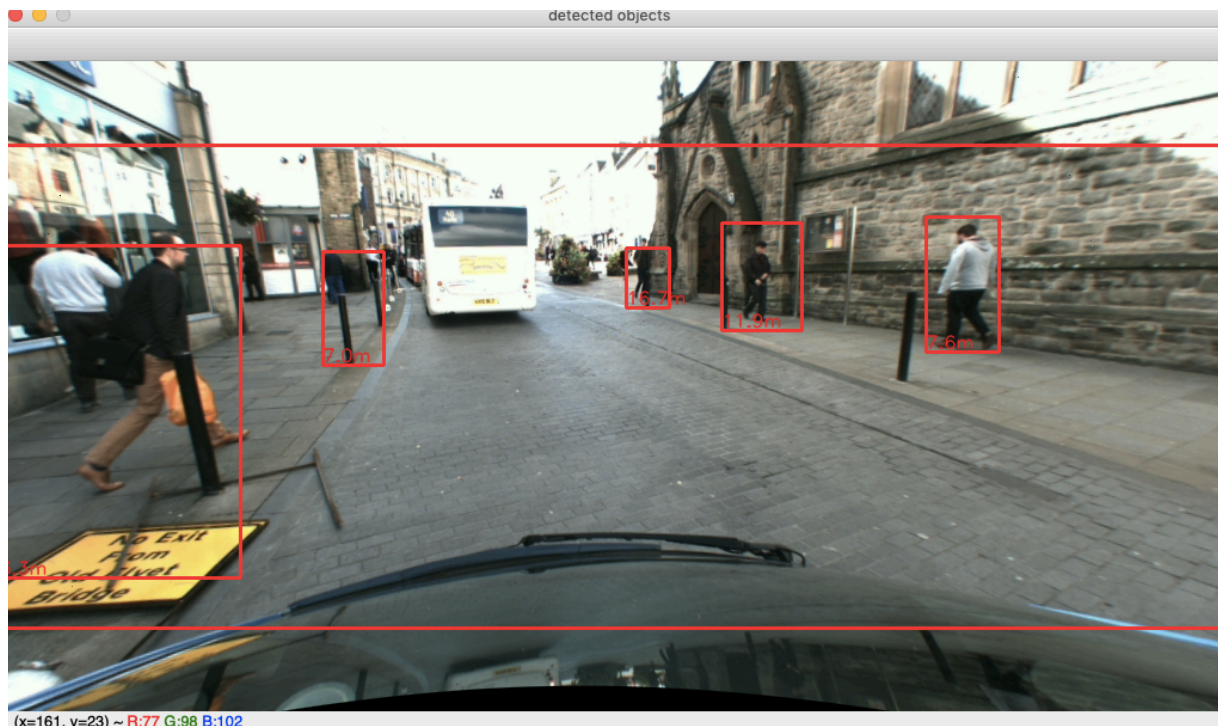 detected objects
16.7m
11.9m
7.6m
7.0m
No Exit
From
Old Elvet
Bridge
.3m
(x=161, y=23) ~ R:77 G:98 B:102